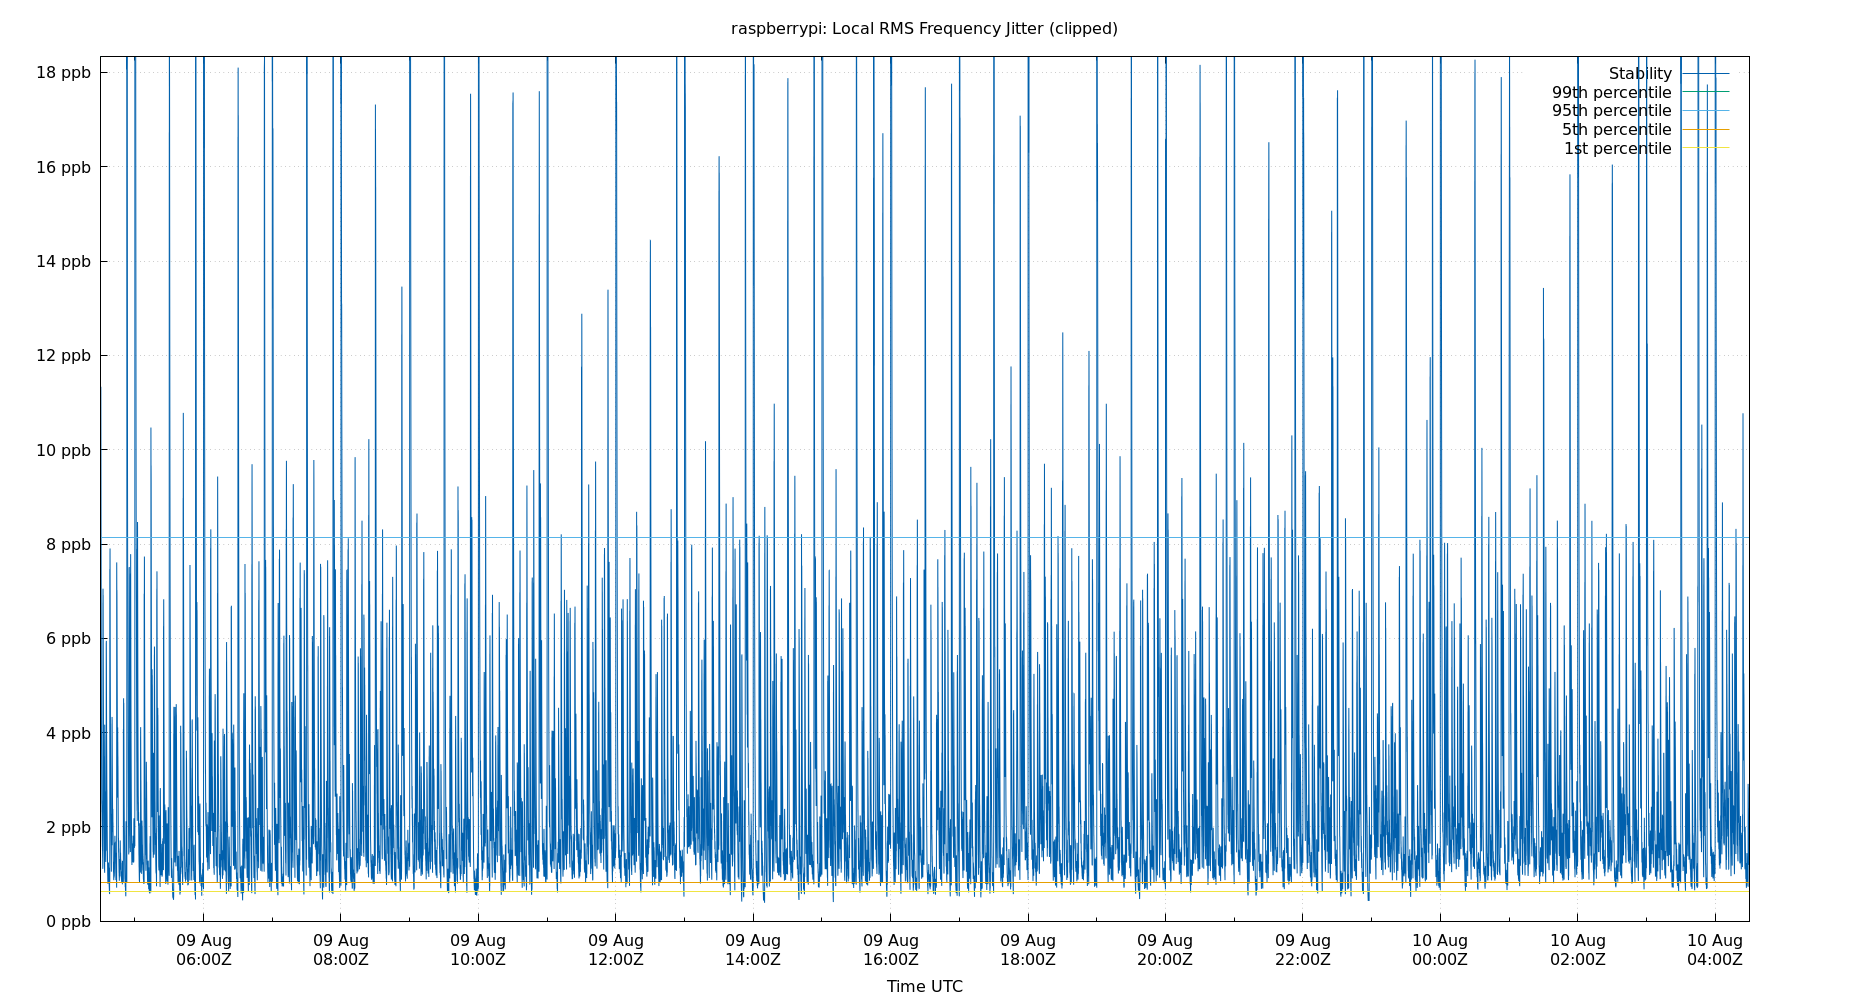 raspberrypi: Local RMS Frequency Jitter (clipped)
18 ppb
16 ppb
14 ppb
12 ppb
10 ppb
8 ppb
6 ppb
4 ppb
2 ppb
0 ppb
Stability
99th percentile
95th percentile
5th percentile
1st percentile
09 Aug 09 Aug 09 Aug 09 Aug 09 Aug 09 Aug 09 Aug 09 Aug 09 Aug 10 Aug 10 Aug 10 Aug
06:00Z 08:00Z 10:00Z 12:00Z 14:00Z 16:00Z 18:00Z 20:00Z 22:00Z 00:00Z 02:00Z 04:00Z
Time UTC